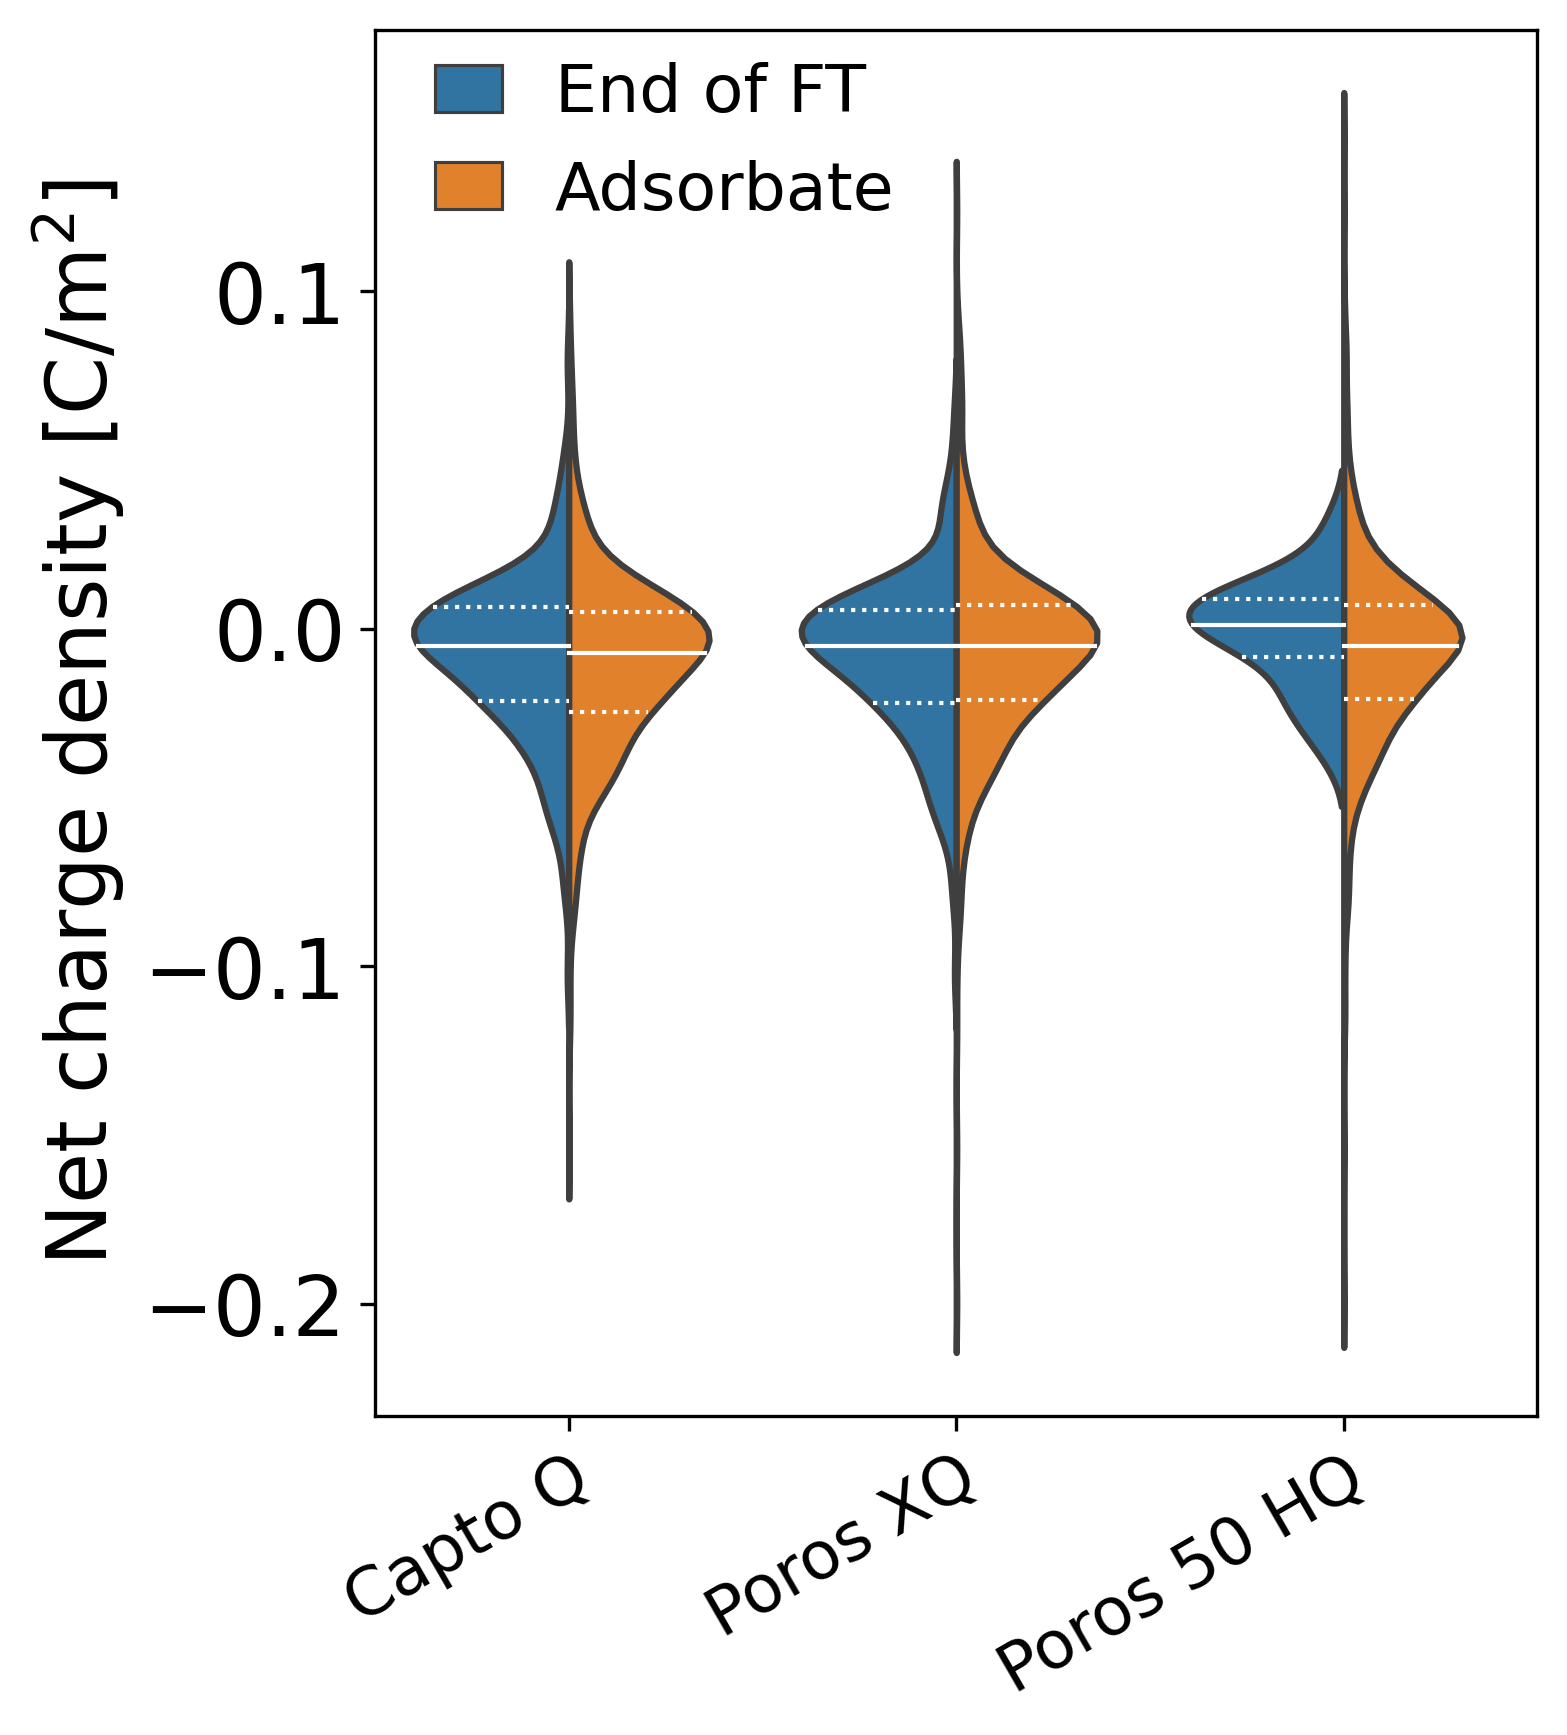 End of FT
Adsorbate
Net charge density [C/m²]
0.1
0.0
−0.1
−0.2
Capto Q
Poros XQ
Poros 50 HQ